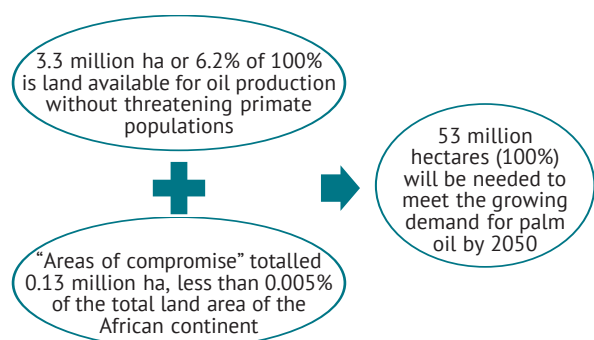 3.3 million ha or 6.2% of 100%
is land available for oil production
without threatening primate
populations
“Areas of compromise” totalled
0.13 million ha, less than 0.005%
of the total land area of the
African continent
53 million
hectares (100%)
will be needed to
meet the growing
demand for palm
oil by 2050